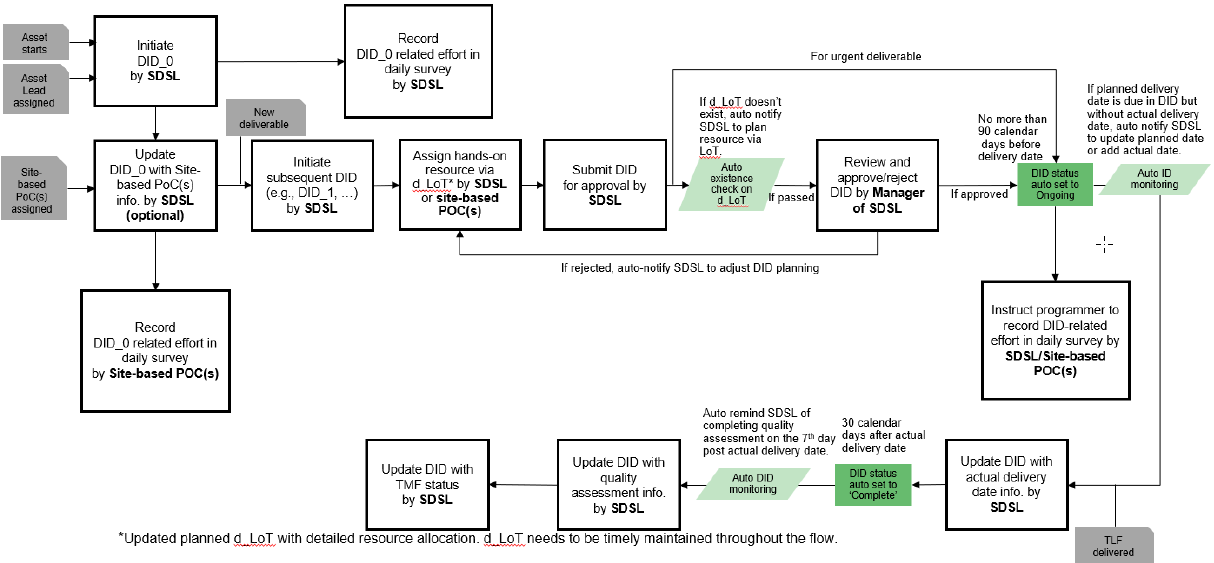 Asset
starts
Asset
Lead
assigned
Initiate
DID_0
by SDSL
Record
DID_0 related effort in
daily survey
by SDSL
New
deliverable
Site-
based
PoC(s)
assigned
Update
DID_0 with Site-
based PoC(s)
info. by SDSL
(optional)
Initiate
subsequent DID
(e.g., DID_1, …)
by SDSL
Assign hands-on
resource via
d_LoT* by SDSL
or site-based
POC(s)
Submit DID
for approval by
SDSL
For urgent deliverable
If d_LoT doesn't
exist, auto notify
SDSL to plan
resource via
LoT.
Auto
existence
check on
d_LoT
If passed
Review and
approve/reject
DID by Manager
of SDSL
If approved
No more than
90 calendar
days before
delivery date
DID status
auto set to
Ongoing
If planned delivery
date is due in DID but
without actual delivery
date, auto notify SDSL
to update planned date
or add actual date.
Auto ID
monitoring
If rejected, auto-notify SDSL to adjust DID planning
Record
DID_0 related effort in
daily survey
by Site-based POC(s)
Instruct programmer to
record DID-related
effort in daily survey by
SDSL/Site-based
POC(s)
Update DID with
TMF status
by SDSL
Update DID with
quality
assessment info.
by SDSL
Auto remind SDSL of
completing quality
assessment on the 7th day
post actual delivery date.
Auto DID
monitoring
30 calendar
days after actual
delivery date
DID status
auto set to
'Complete'
Update DID with
actual delivery
date info. by
SDSL
TLF
delivered
*Updated planned d_LoT with detailed resource allocation. d_LoT needs to be timely maintained throughout the flow.